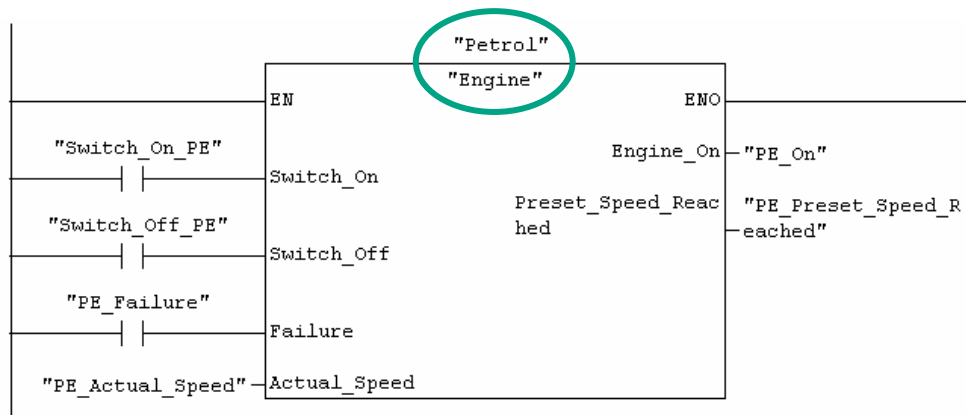 "Petrol"
"Engine"
EN
ENO
"Switch_On_PE"
Switch_On
Engine_On
"PE_On"
"Switch_Off_PE"
Switch_Off
Preset_Speed_Reac
hed
"PE_Preset_Speed_R
eached"
"PE_Failure"
Failure
"PE_Actual_Speed"
Actual_Speed